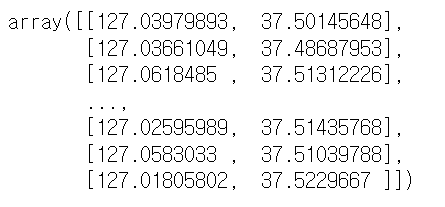 array([[127.03979893, 37.50145648],
[127.03661049, 37.48687953],
[127.0618485 , 37.51312226],
...,
[127.02595989, 37.51435768],
[127.0583033 , 37.51039788],
[127.01805802, 37.5229667 ]])